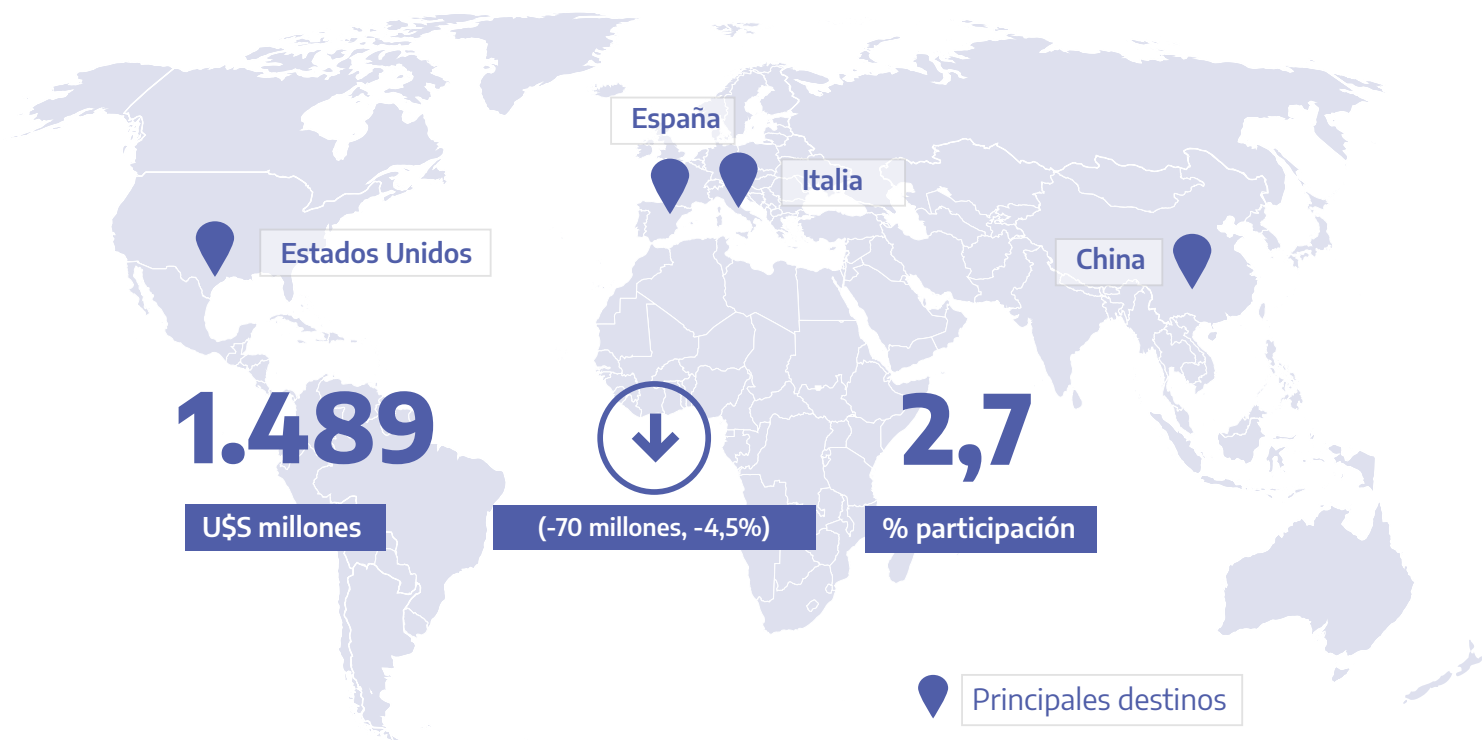 España
Italia
Estados Unidos
China
1.489
U$S millones
(-70 millones, -4,5%)
2,7
% participación
Principales destinos